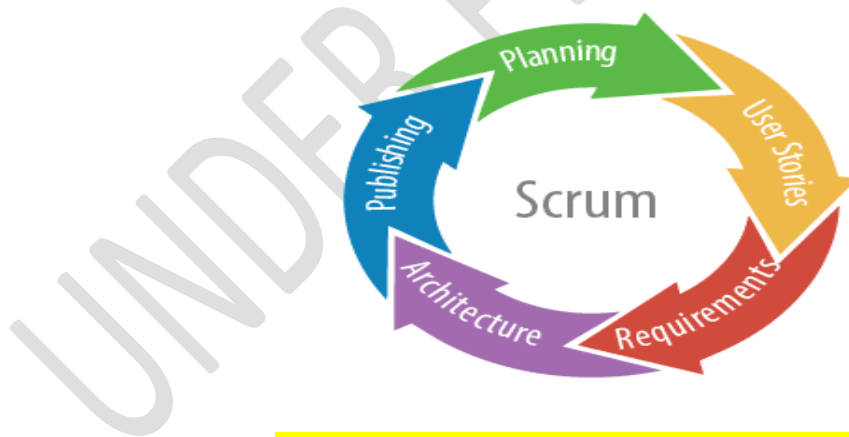 Planning
User Stories
Requirements
Architecture
Publishing
Scrum
UNDER